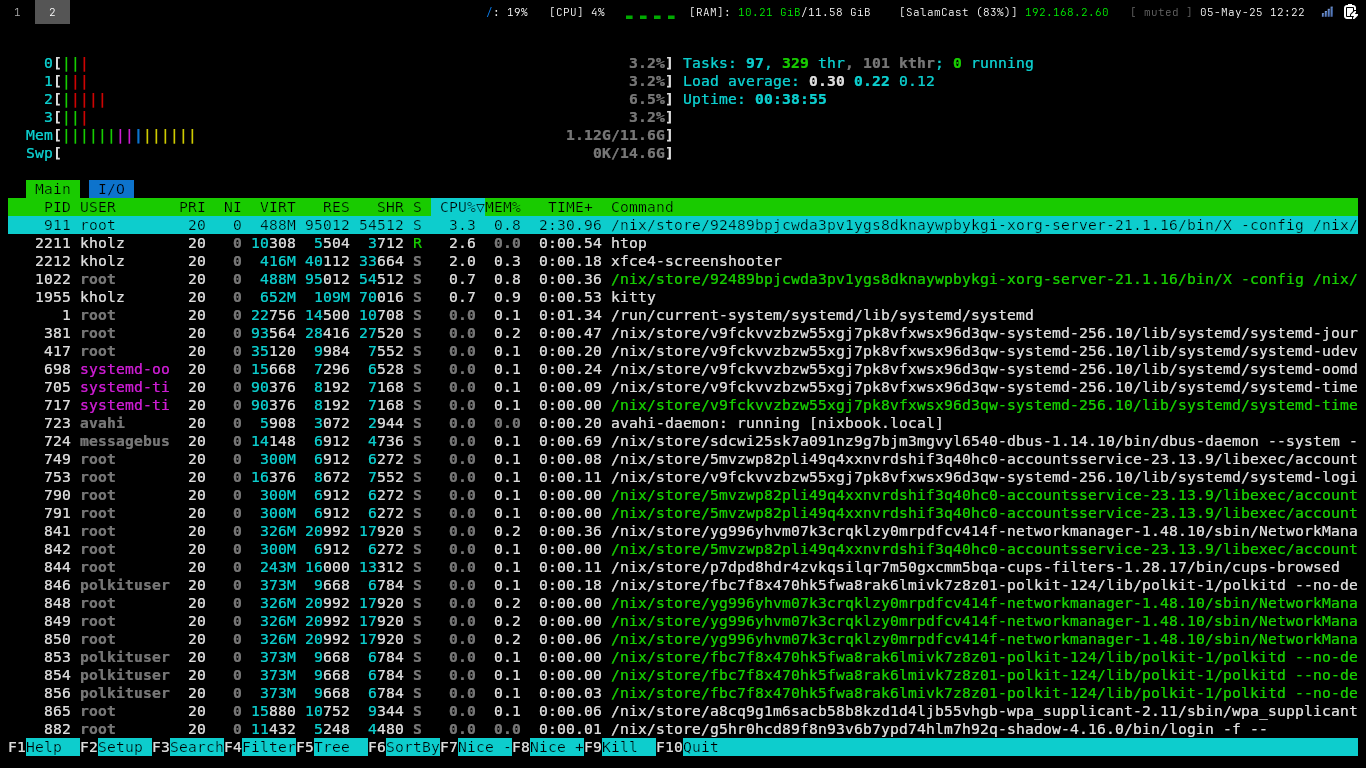 1 2 /: 19% [CPU] 4% [RAM]: 10.21 GiB/11.58 GiB [SalamCast (83%)] 192.168.2.60 [ muted ] 05-May-25 12:22
0[||| 3.2%] Tasks: 97, 329 thr, 101 kthr; 0 running
1[||| 3.2%] Load average: 0.30 0.22 0.12
2[||||| 6.5%] Uptime: 00:38:55
3[||| 3.2%]
Mem[||||||||||||||| 1.12G/11.6G]
Swp[ 0K/14.6G]
Main I/O
PID USER PRI NI VIRT RES SHR S CPU%▽MEM% TIME+ Command
911 root 20 0 488M 95012 54512 S 3.3 0.8 2:30.96 /nix/store/92489bpjcwda3pv1ygs8dknaywpbykgi-xorg-server-21.1.16/bin/X -config /nix/
2211 kholz 20 0 10308 5504 3712 R 2.6 0.0 0:00.54 htop
2212 kholz 20 0 416M 40112 33664 S 2.0 0.3 0:00.18 xfce4-screenshooter
1022 root 20 0 488M 95012 54512 S 0.7 0.8 0:00.36 /nix/store/92489bpjcwda3pv1ygs8dknaywpbykgi-xorg-server-21.1.16/bin/X -config /nix/
1955 kholz 20 0 652M 109M 70016 S 0.7 0.9 0:00.53 kitty
1 root 20 0 22756 14500 10708 S 0.0 0.1 0:01.34 /run/current-system/systemd/lib/systemd/systemd
381 root 20 0 93564 28416 27520 S 0.0 0.2 0:00.47 /nix/store/v9fckvvzbzw55xgj7pk8vfxwsx96d3qw-systemd-256.10/lib/systemd/systemd-jour
417 root 20 0 35120 9984 7552 S 0.0 0.1 0:00.20 /nix/store/v9fckvvzbzw55xgj7pk8vfxwsx96d3qw-systemd-256.10/lib/systemd/systemd-udev
698 systemd-oo 20 0 15668 7296 6528 S 0.0 0.1 0:00.24 /nix/store/v9fckvvzbzw55xgj7pk8vfxwsx96d3qw-systemd-256.10/lib/systemd/systemd-oomd
705 systemd-ti 20 0 90376 8192 7168 S 0.0 0.1 0:00.09 /nix/store/v9fckvvzbzw55xgj7pk8vfxwsx96d3qw-systemd-256.10/lib/systemd/systemd-time
717 systemd-ti 20 0 90376 8192 7168 S 0.0 0.1 0:00.00 /nix/store/v9fckvvzbzw55xgj7pk8vfxwsx96d3qw-systemd-256.10/lib/systemd/systemd-time
723 avahi 20 0 5908 3072 2944 S 0.0 0.0 0:00.20 avahi-daemon: running [nixbook.local]
724 messagebus 20 0 14148 6912 4736 S 0.0 0.1 0:00.69 /nix/store/sdcwi25sk7a091nz9g7bjm3mgvyl6540-dbus-1.14.10/bin/dbus-daemon --system -
749 root 20 0 300M 6912 6272 S 0.0 0.1 0:00.08 /nix/store/5mvzwp82pli49q4xxnvrdshif3q40hc0-accountsservice-23.13.9/libexec/account
753 root 20 0 16376 8672 7552 S 0.0 0.1 0:00.11 /nix/store/v9fckvvzbzw55xgj7pk8vfxwsx96d3qw-systemd-256.10/lib/systemd/systemd-logi
790 root 20 0 300M 6912 6272 S 0.0 0.1 0:00.00 /nix/store/5mvzwp82pli49q4xxnvrdshif3q40hc0-accountsservice-23.13.9/libexec/account
791 root 20 0 300M 6912 6272 S 0.0 0.1 0:00.00 /nix/store/5mvzwp82pli49q4xxnvrdshif3q40hc0-accountsservice-23.13.9/libexec/account
841 root 20 0 326M 20992 17920 S 0.0 0.2 0:00.36 /nix/store/yg996yhvm07k3crqklzy0mrpdfcv414f-networkmanager-1.48.10/sbin/NetworkMana
842 root 20 0 300M 6912 6272 S 0.0 0.1 0:00.00 /nix/store/5mvzwp82pli49q4xxnvrdshif3q40hc0-accountsservice-23.13.9/libexec/account
844 root 20 0 243M 16000 13312 S 0.0 0.1 0:00.11 /nix/store/p7dpd8hdr4zvkqsilqr7m50gxcmm5bqa-cups-filters-1.28.17/bin/cups-browsed
846 polkituser 20 0 373M 9668 6784 S 0.0 0.1 0:00.18 /nix/store/fbc7f8x470hk5fwa8rak6lmivk7z8z01-polkit-124/lib/polkit-1/polkitd --no-de
848 root 20 0 326M 20992 17920 S 0.0 0.2 0:00.00 /nix/store/yg996yhvm07k3crqklzy0mrpdfcv414f-networkmanager-1.48.10/sbin/NetworkMana
849 root 20 0 326M 20992 17920 S 0.0 0.2 0:00.00 /nix/store/yg996yhvm07k3crqklzy0mrpdfcv414f-networkmanager-1.48.10/sbin/NetworkMana
850 root 20 0 326M 20992 17920 S 0.0 0.2 0:00.06 /nix/store/yg996yhvm07k3crqklzy0mrpdfcv414f-networkmanager-1.48.10/sbin/NetworkMana
853 polkituser 20 0 373M 9668 6784 S 0.0 0.1 0:00.00 /nix/store/fbc7f8x470hk5fwa8rak6lmivk7z8z01-polkit-124/lib/polkit-1/polkitd --no-de
854 polkituser 20 0 373M 9668 6784 S 0.0 0.1 0:00.00 /nix/store/fbc7f8x470hk5fwa8rak6lmivk7z8z01-polkit-124/lib/polkit-1/polkitd --no-de
856 polkituser 20 0 373M 9668 6784 S 0.0 0.1 0:00.03 /nix/store/fbc7f8x470hk5fwa8rak6lmivk7z8z01-polkit-124/lib/polkit-1/polkitd --no-de
865 root 20 0 15880 10752 9344 S 0.0 0.1 0:00.06 /nix/store/a8cq9g1m6sacb58b8kzd1d4ljb55vhgb-wpa_supplicant-2.11/sbin/wpa_supplicant
882 root 20 0 11432 5248 4480 S 0.0 0.0 0:00.01 /nix/store/g5hr0hcd89f8n93v6b7ypd74hlm7h92q-shadow-4.16.0/bin/login -f --
F1Help F2Setup F3SearchF4FilterF5Tree F6SortByF7Nice -F8Nice +F9Kill F10Quit